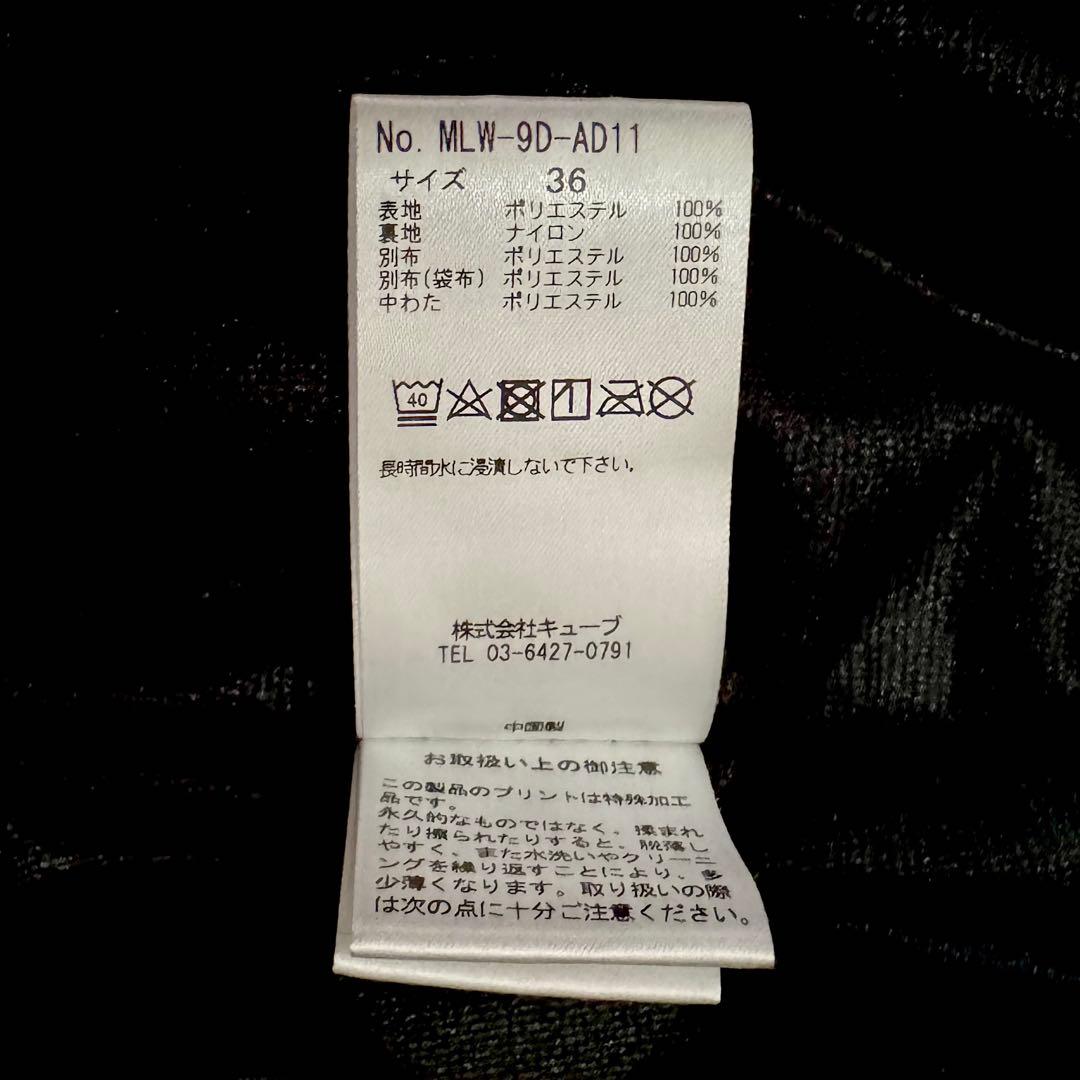 No. MLW-9D-AD11
サイズ 36
表地 ポリエステル 100%
裏地 ナイロン 100%
別布 ポリエステル 100%
別布(袋布) ポリエステル 100%
中わた ポリエステル 100%
40
長時間水に浸漬しないで下さい。
株式会社キューブ
TEL 03-6427-0791
中国製
お取扱い上の御注意
この製品のプリントは特殊加工
品です。
永久的なものではなく、揉まれ
たり擦られたりすると、脱落し
やすく、また水洗いやクリーニ
ングを繰り返すことにより、多
少薄くなります。取り扱いの際
は次の点に十分ご注意ください。